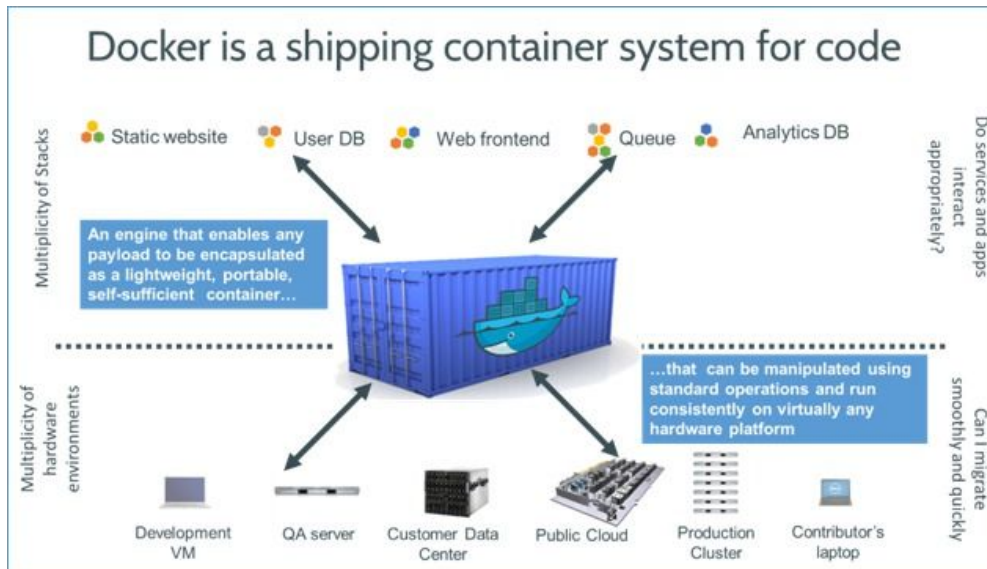 Docker is a shipping container system for code
Static website
User DB
Web frontend
Queue
Analytics DB
Multiplicity of Stacks
Do services and apps
interact
appropriately?
An engine that enables any
payload to be encapsulated
as a lightweight, portable,
self-sufficient container…
…that can be manipulated using
standard operations and run
consistently on virtually any
hardware platform
Multiplicity of
hardware
environments
Can I migrate
smoothly and quickly
Development
VM
QA server
Customer Data
Center
Public Cloud
Production
Cluster
Contributor's
laptop